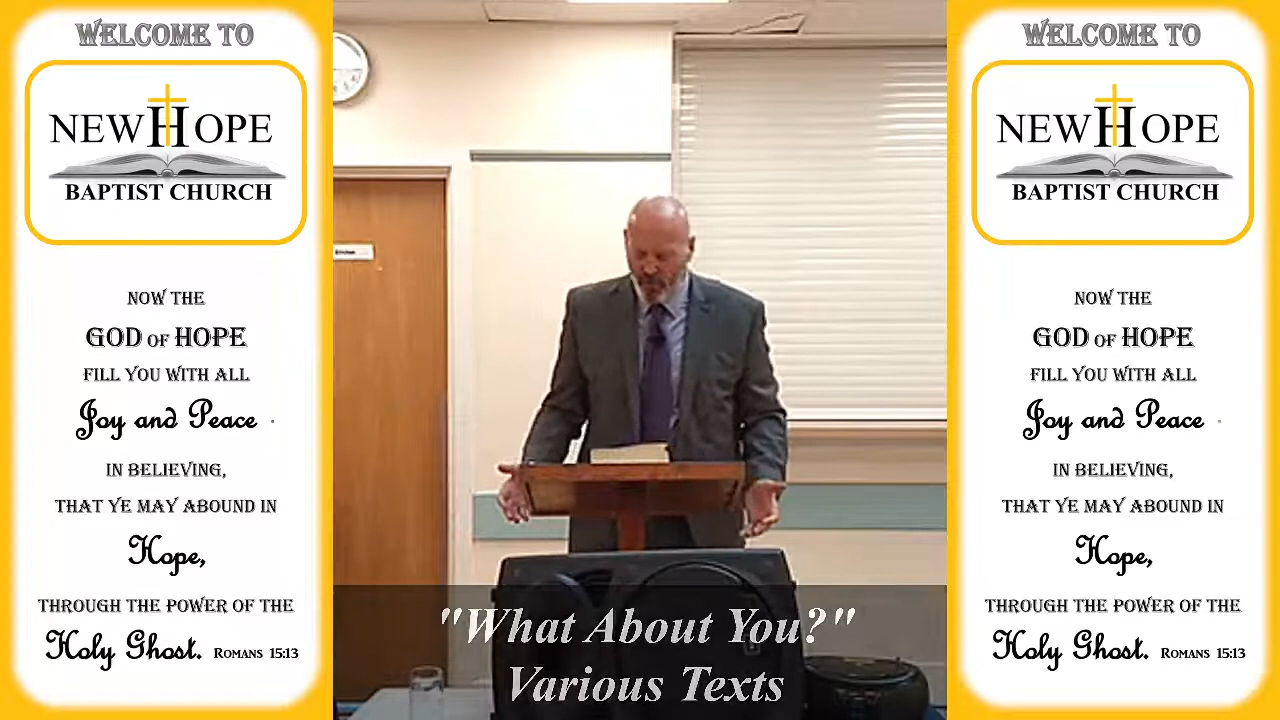 WELCOME TO
NEW HOPE
BAPTIST CHURCH
NOW THE
GOD OF HOPE
FILL YOU WITH ALL
Joy and Peace
IN BELIEVING,
THAT YE MAY ABOUND IN
Hope,
THROUGH THE POWER OF THE
Holy Ghost. ROMANS 15:13
Kitchen
"What About You?"
Various Texts
WELCOME TO
NEW HOPE
BAPTIST CHURCH
NOW THE
GOD OF HOPE
FILL YOU WITH ALL
Joy and Peace
IN BELIEVING,
THAT YE MAY ABOUND IN
Hope,
THROUGH THE POWER OF THE
Holy Ghost. ROMANS 15:13